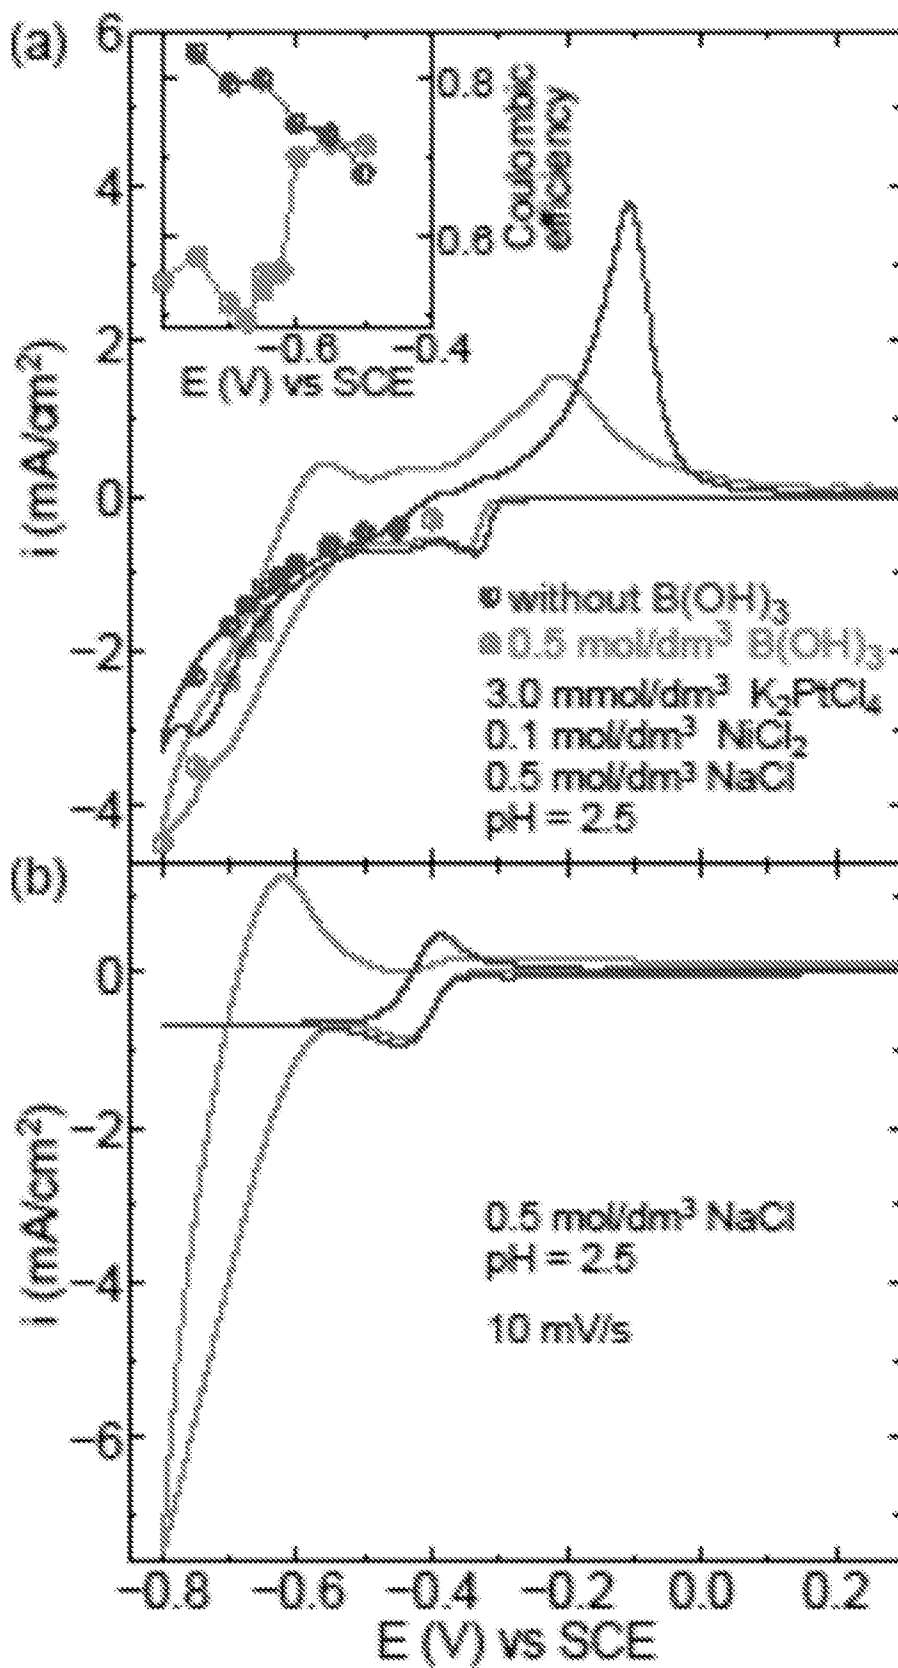 (a)
6
4
2
0
−2
−4
i (mA/cm²)
0.8
0.6
Coulombic
efficiency
−0.6
−0.4
E (V) vs SCE
without B(OH)₃
0.5 mol/dm³ B(OH)₃
3.0 mmol/dm³ K₂PtCl₄
0.1 mol/dm³ NiCl₂
0.5 mol/dm³ NaCl
pH = 2.5
(b)
0
−2
−4
−6
i (mA/cm²)
0.5 mol/dm³ NaCl
pH = 2.5
10 mV/s
−0.8
−0.6
−0.4
−0.2
0.0
0.2
E (V) vs SCE